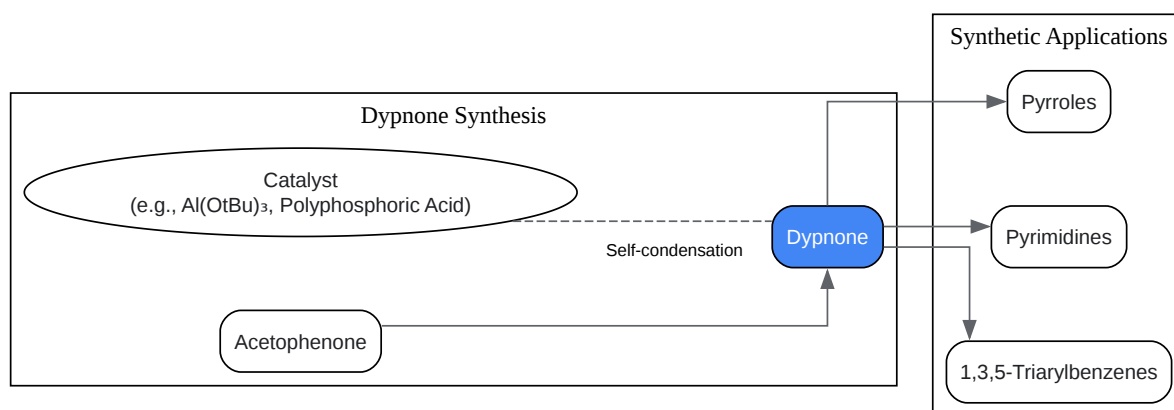 Synthetic Applications
Pyrroles
Dypnone Synthesis
Catalyst
(e.g., Al(OtBu)₃, Polyphosphoric Acid)
Dypnone
Pyrimidines
Self-condensation
Acetophenone
1,3,5-Triarylbenzenes